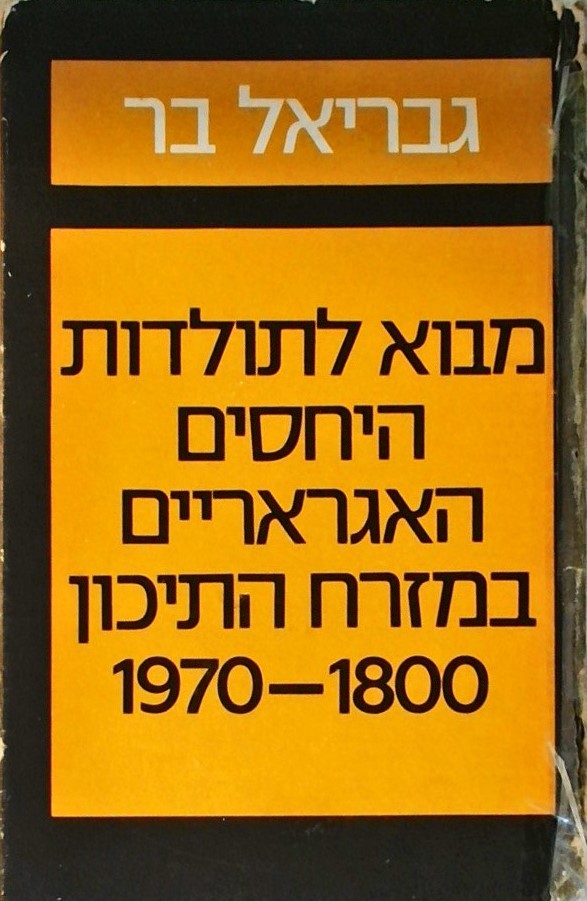 גבריאל בר
מבוא לתולדות
היחסים
האגראריים
במזרח התיכון
1970—1800